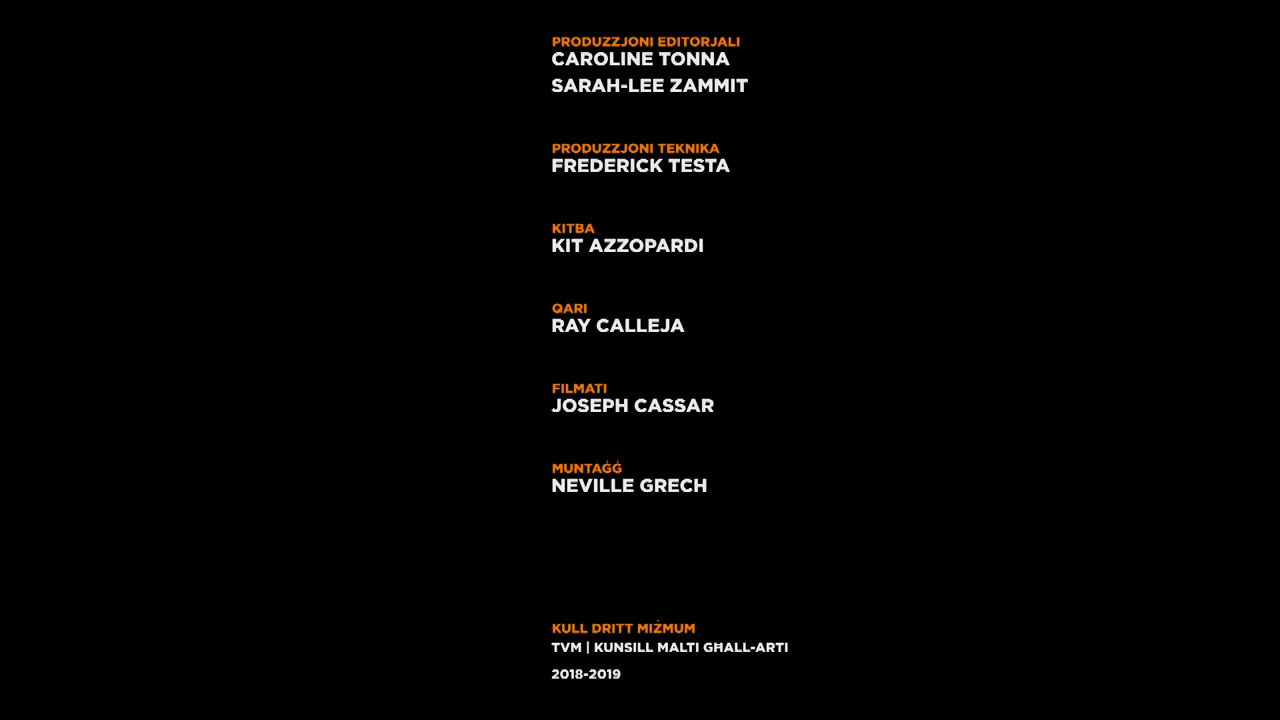 PRODUZZJONI EDITORJALI
CAROLINE TONNA
SARAH-LEE ZAMMIT
PRODUZZJONI TEKNIKA
FREDERICK TESTA
KITBA
KIT AZZOPARDI
QARI
RAY CALLEJA
FILMATI
JOSEPH CASSAR
MUNTAĠĠ
NEVILLE GRECH
KULL DRITT MIŻMUM
TVM | KUNSILL MALTI GĦALL-ARTI
2018-2019